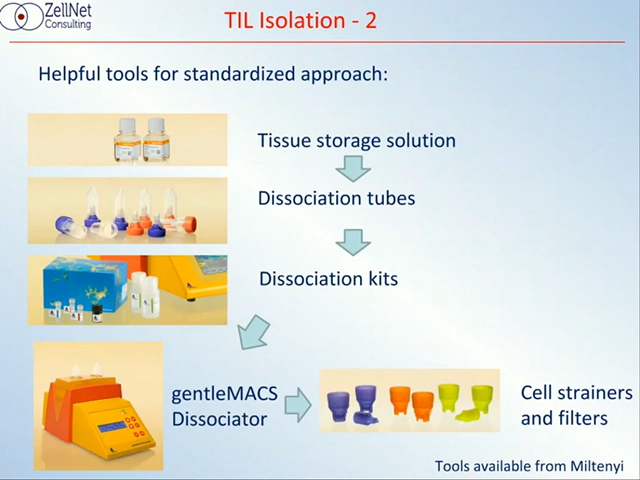 ZellNet
Consulting
TIL Isolation - 2
Helpful tools for standardized approach:
Tissue storage solution
Dissociation tubes
Dissociation kits
gentleMACS
Dissociator
Cell strainers
and filters
Tools available from Miltenyi